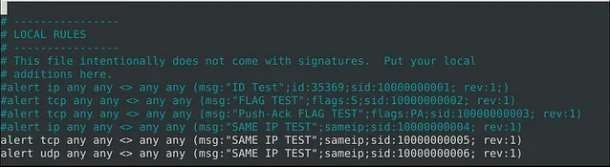 # ----------------
# LOCAL RULES
# ----------------
# This file intentionally does not come with signatures.  Put your local
# additions here.
#alert ip any any <> any any (msg:"ID Test";id:35369;sid:10000000001; rev:1;)
#alert tcp any any <> any any (msg:"FLAG TEST";flags:S;sid:10000000002; rev:1)
#alert tcp any any <> any any (msg:"Push-Ack FLAG TEST";flags:PA;sid:10000000003; rev:1)
#alert ip any any <> any any (msg:"SAME IP TEST";sameip;sid:10000000004; rev:1)
alert tcp any any <> any any (msg:"SAME IP TEST";sameip;sid:10000000005; rev:1)
alert udp any any <> any any (msg:"SAME IP TEST";sameip;sid:10000000006; rev:1)